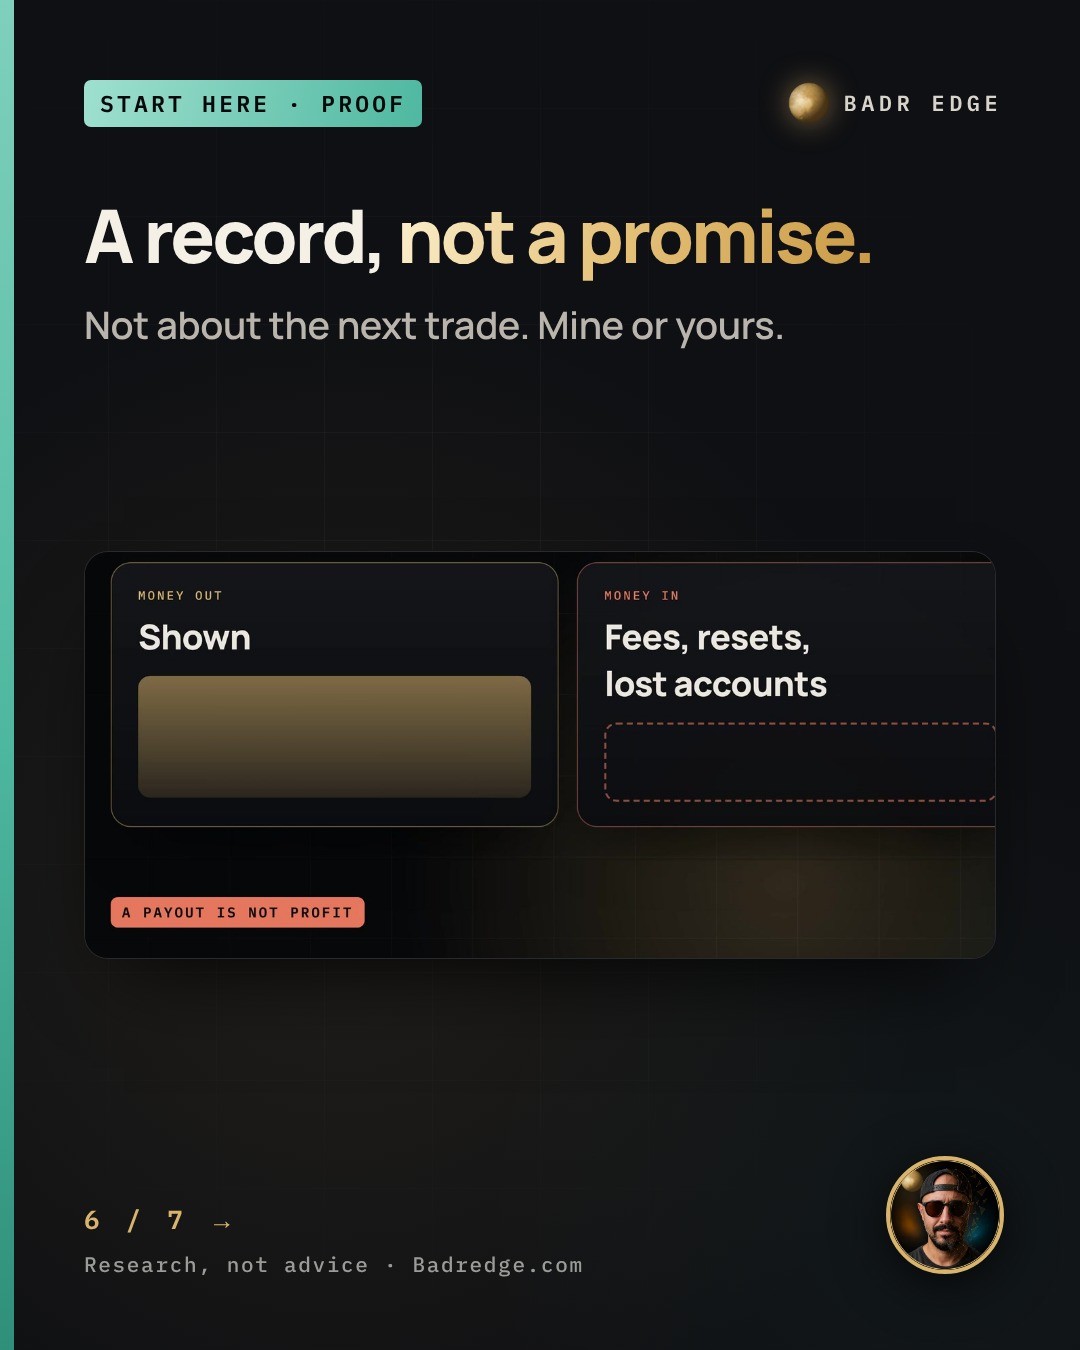 START HERE · PROOF
BADR EDGE
A record, not a promise.
Not about the next trade. Mine or yours.
MONEY OUT
Shown
MONEY IN
Fees, resets,
lost accounts
A PAYOUT IS NOT PROFIT
6 / 7 →
Research, not advice · Badredge.com